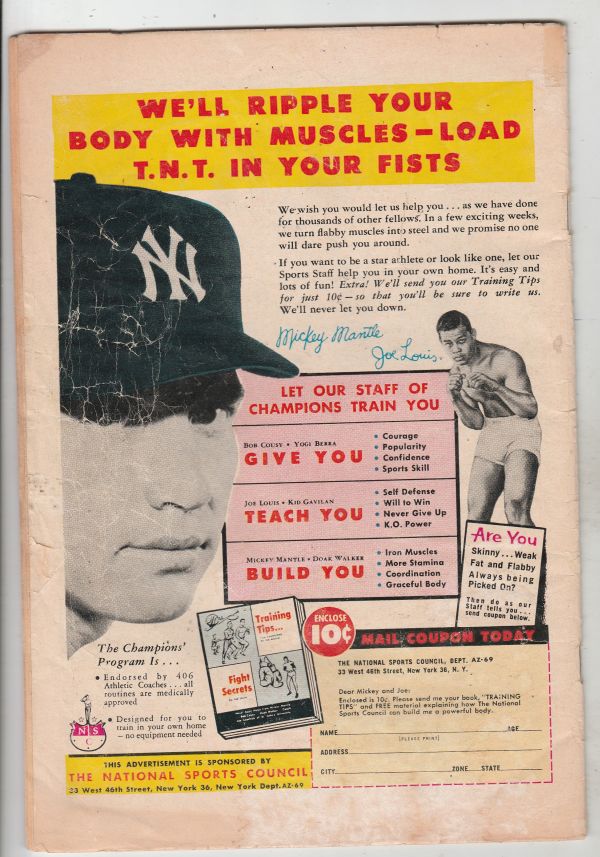 WE'LL RIPPLE YOUR
BODY WITH MUSCLES—LOAD
T.N.T. IN YOUR FISTS
We wish you would let us help you . . . as we have done
for thousands of other fellows. In a few exciting weeks,
we turn flabby muscles into steel and we promise no one
will dare push you around.
If you want to be a star athlete or look like one, let our
Sports Staff help you in your own home. It's easy and
lots of fun! Extra! We'll send you our Training Tips
for just 10¢ — so that you'll be sure to write us.
We'll never let you down.
NY
Mickey Mantle
Joe Louis.
LET OUR STAFF OF
CHAMPIONS TRAIN YOU
BOB COUSY • YOGI BERRA
GIVE YOU
• Courage
• Popularity
• Confidence
• Sports Skill
JOE LOUIS • KID GAVILAN
TEACH YOU
• Self Defense
• Will to Win
• Never Give Up
• K.O. Power
MICKEY MANTLE • DOAK WALKER
BUILD YOU
• Iron Muscles
• More Stamina
• Coordination
• Graceful Body
Are You
Skinny...Weak
Fat and Flabby
Always being
Picked On?
Then do as our
Staff tells you...
send coupon below.
The Champions'
Program Is . . .
• Endorsed by 406
Athletic Coaches . . . all
routines are medically
approved
• Designed for you to
train in your own home
— no equipment needed
NSC
Training
Tips...
Fight
Secrets
ENCLOSE
10¢
MAIL COUPON TODAY
THE NATIONAL SPORTS COUNCIL, DEPT. AZ-69
33 West 46th Street, New York 36, N. Y.
Dear Mickey and Joe:
Enclosed is 10¢. Please send me your book, "TRAINING
TIPS" and FREE material explaining how The National
Sports Council can build me a powerful body.
NAME AGE
(PLEASE PRINT)
ADDRESS
CITY ZONE STATE
THIS ADVERTISEMENT IS SPONSORED BY
THE NATIONAL SPORTS COUNCIL
33 West 46th Street, New York 36, New York Dept. AZ-69